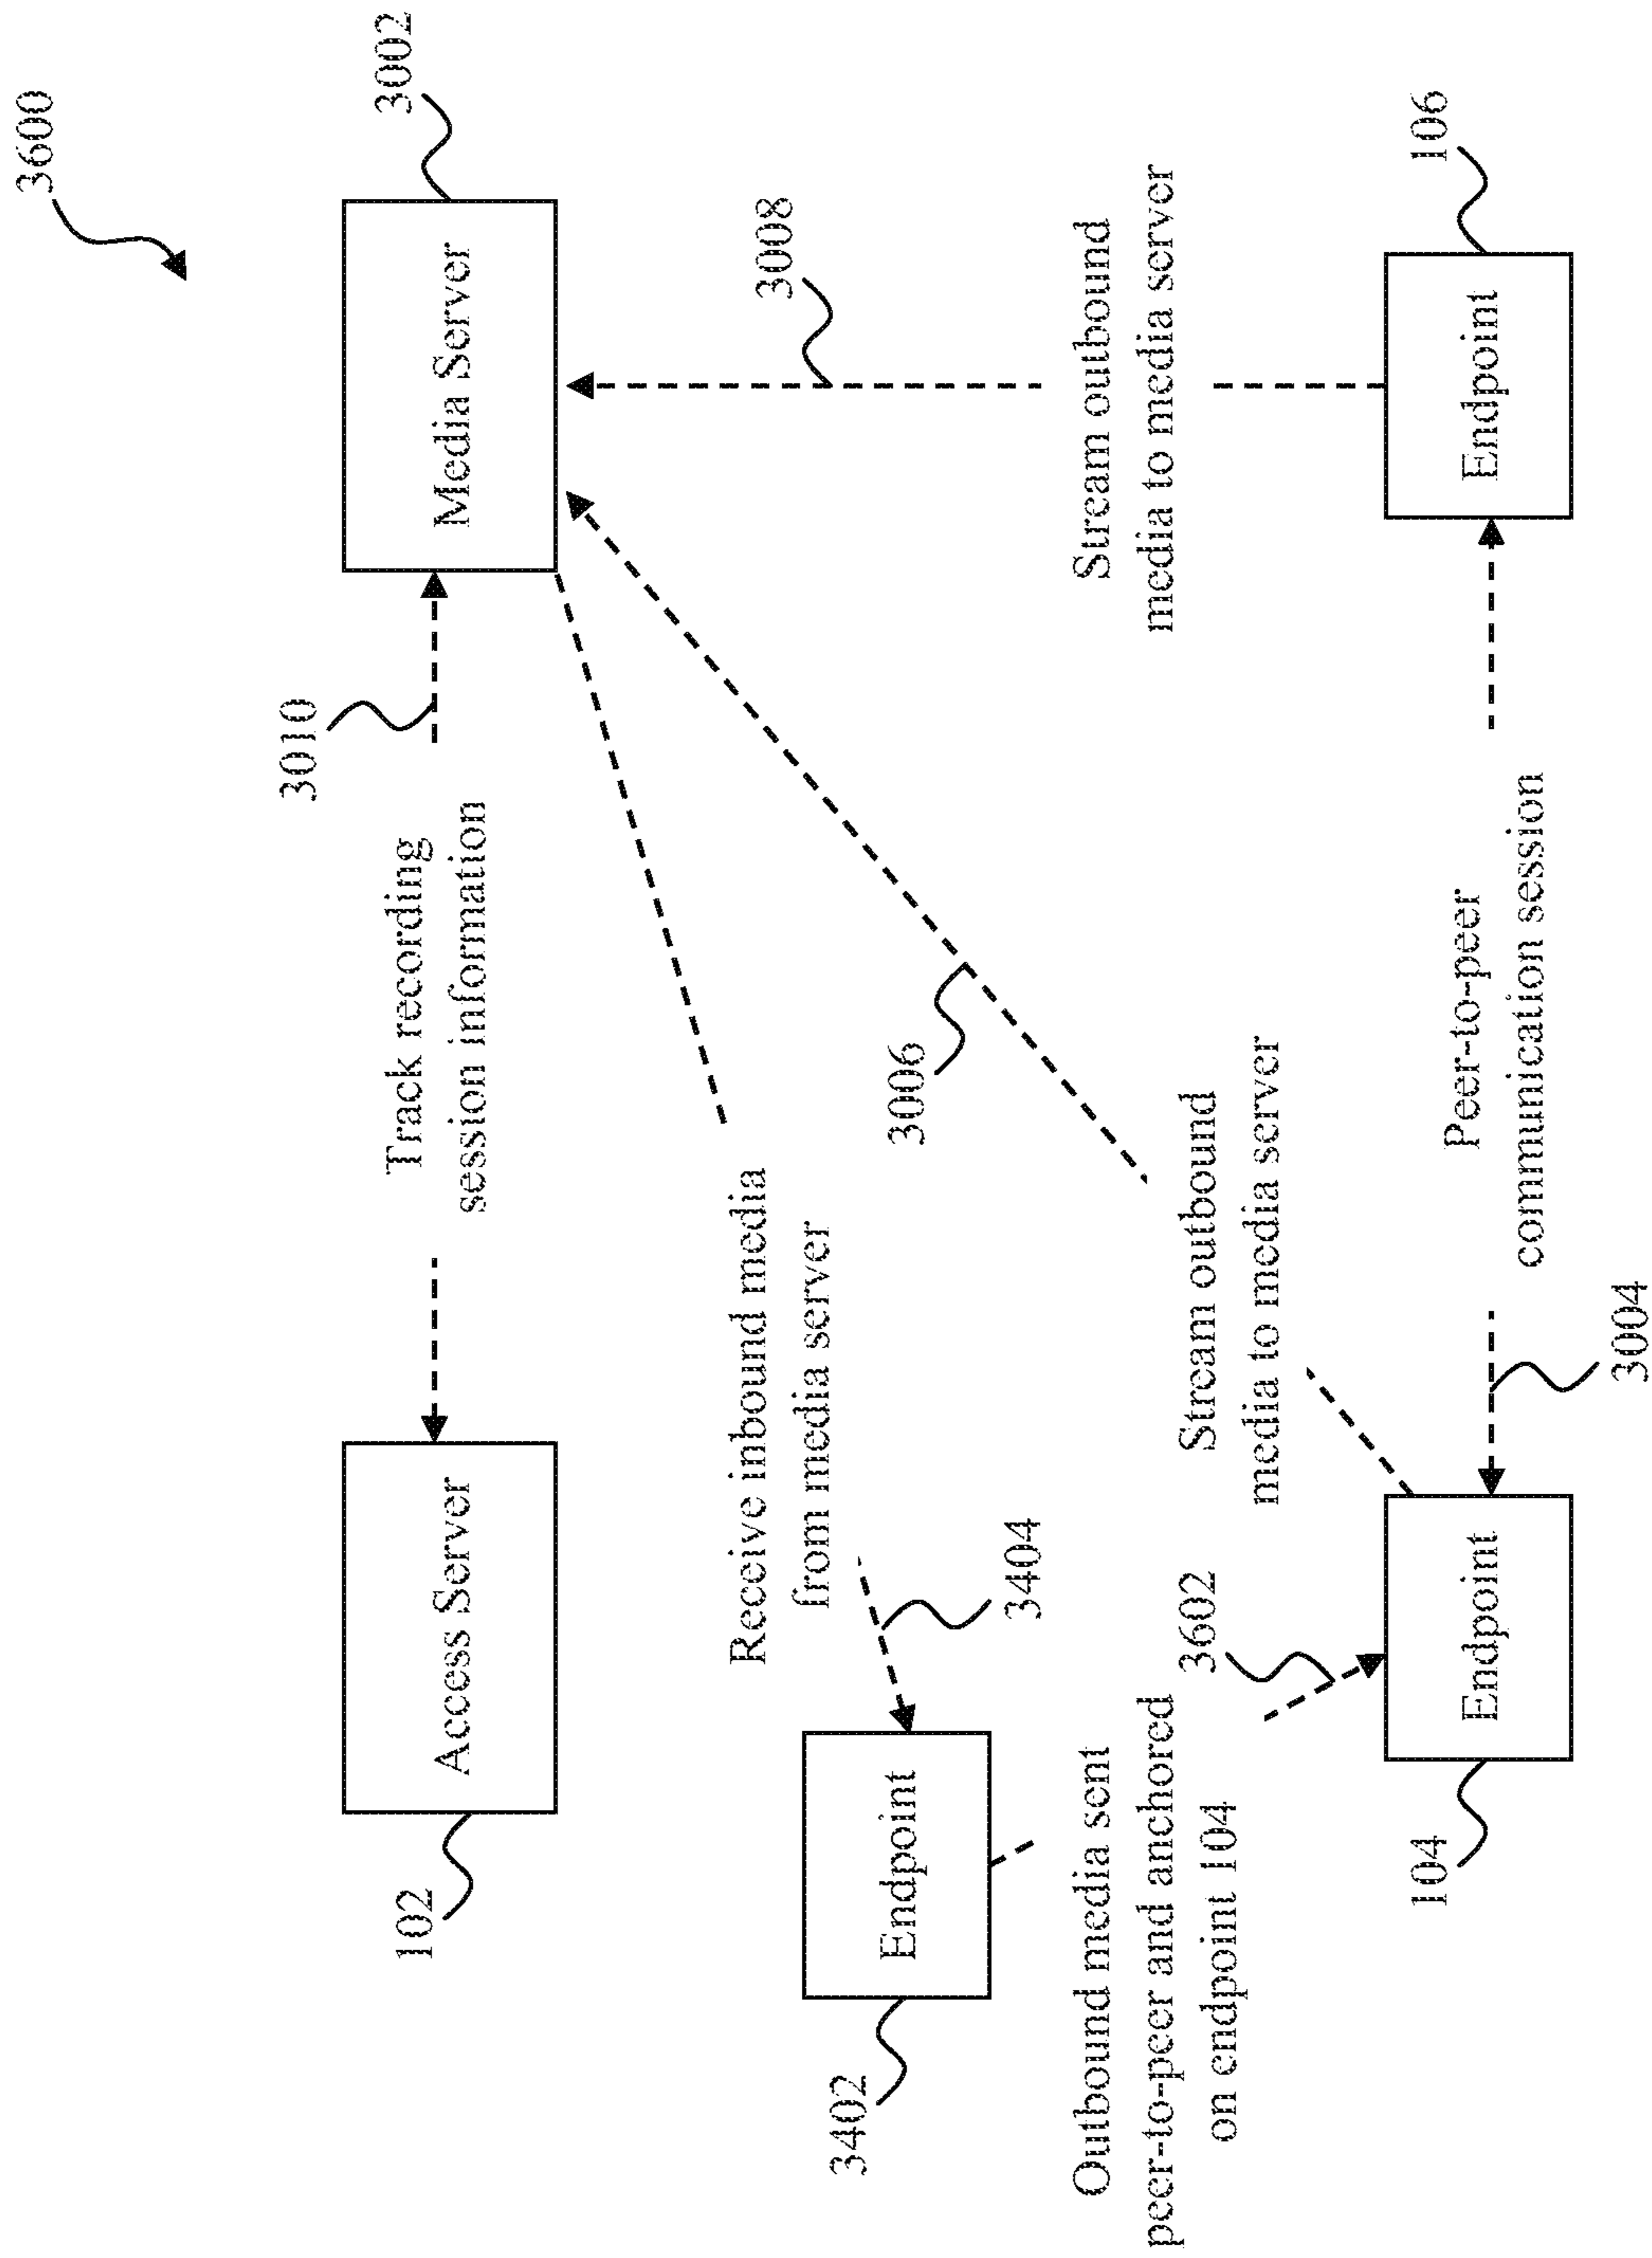 3600
102
Access Server
Track recording
session information
3010
Media Server
3002
Receive inbound media
from media server
3404
3402
Endpoint
3006
Stream outbound
media to media server
3008
Stream outbound
media to media server
Outbound media sent
peer-to-peer and anchored
on endpoint 104
3602
104
Endpoint
3004
Peer-to-peer
communication session
Endpoint
106